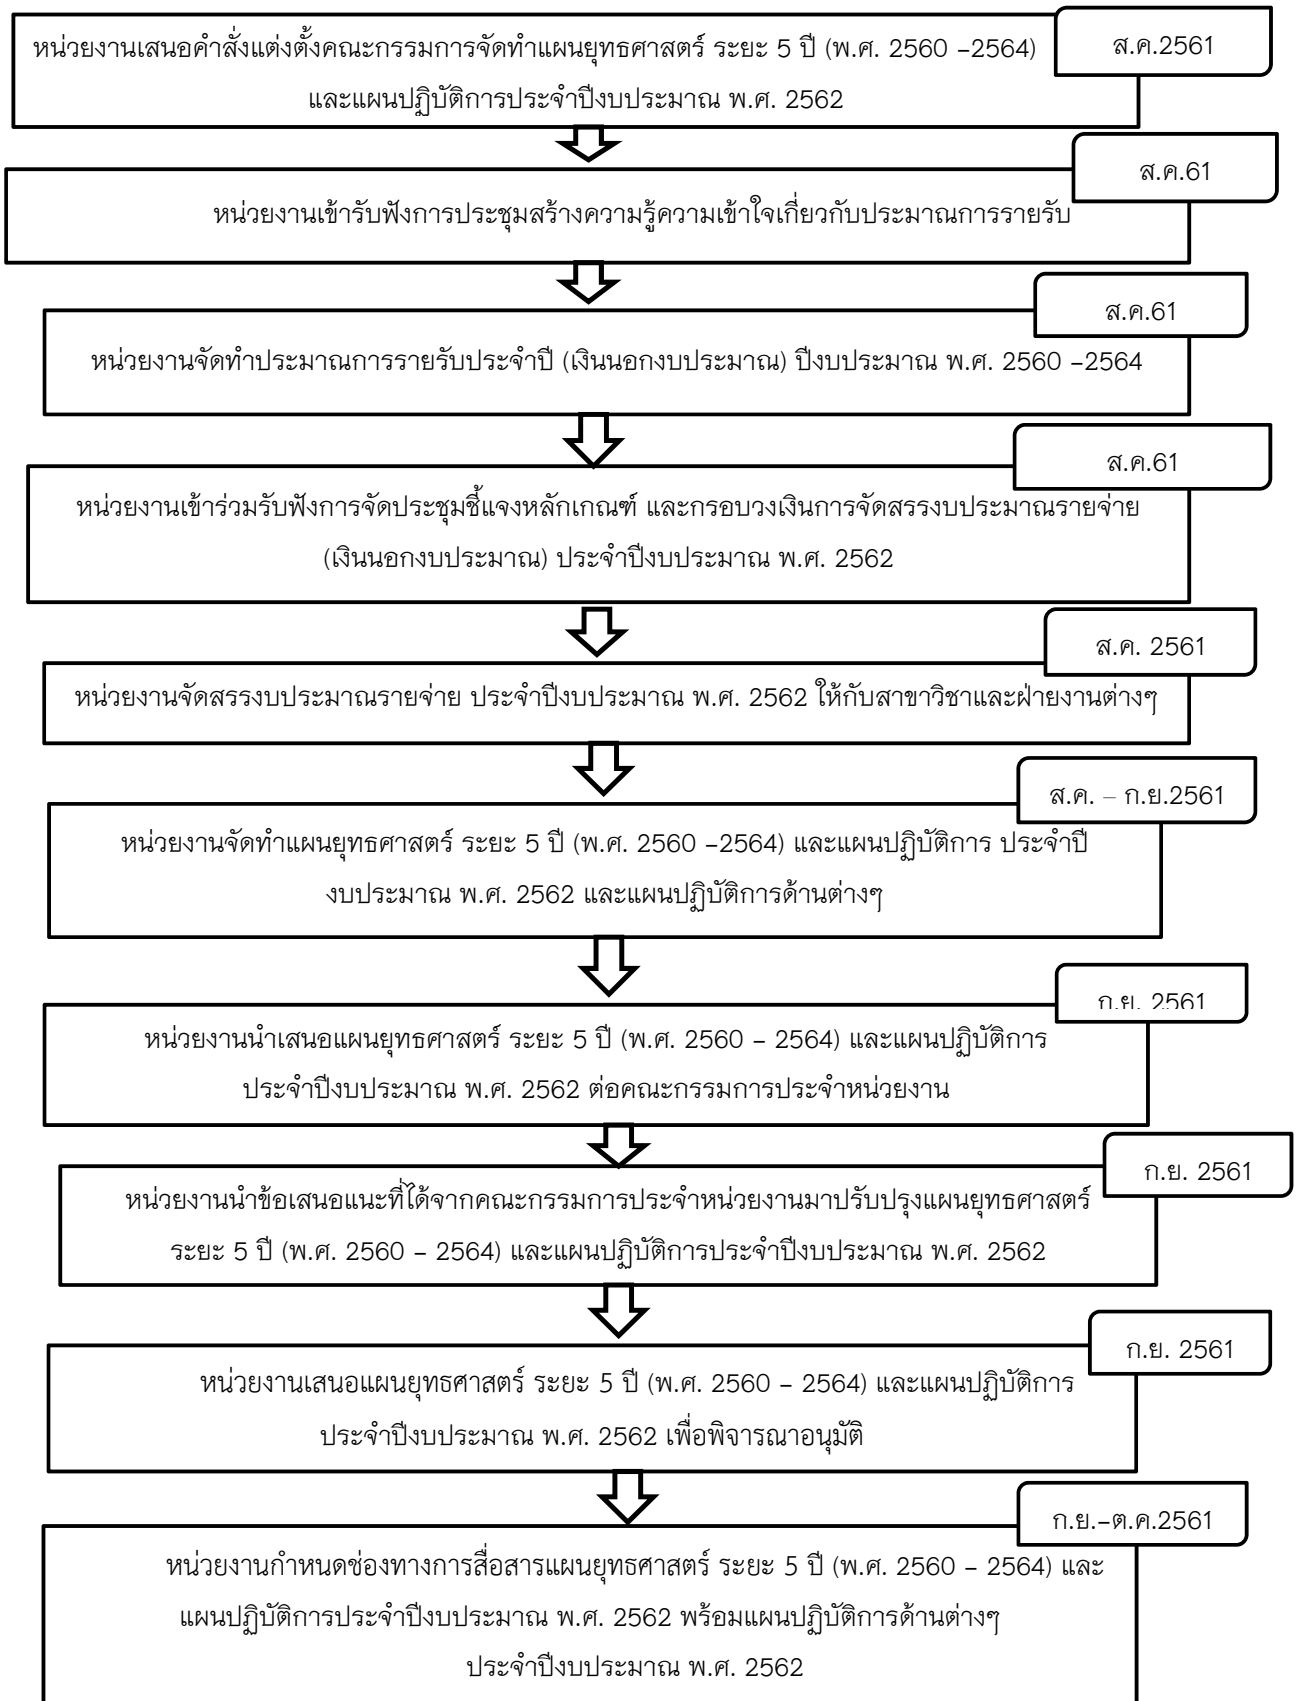 ส.ค.2561
หน่วยงานเสนอคำสั่งแต่งตั้งคณะกรรมการจัดทำแผนยุทธศาสตร์ ระยะ 5 ปี (พ.ศ. 2560 –2564)
และแผนปฏิบัติการประจำปีงบประมาณ พ.ศ. 2562
ส.ค.61
หน่วยงานเข้ารับฟังการประชุมสร้างความรู้ความเข้าใจเกี่ยวกับประมาณการรายรับ
ส.ค.61
หน่วยงานจัดทำประมาณการรายรับประจำปี (เงินนอกงบประมาณ) ปีงบประมาณ พ.ศ. 2560 –2564
ส.ค.61
หน่วยงานเข้าร่วมรับฟังการจัดประชุมชี้แจงหลักเกณฑ์ และกรอบวงเงินการจัดสรรงบประมาณรายจ่าย
(เงินนอกงบประมาณ) ประจำปีงบประมาณ พ.ศ. 2562
ส.ค. 2561
หน่วยงานจัดสรรงบประมาณรายจ่าย ประจำปีงบประมาณ พ.ศ. 2562 ให้กับสาขาวิชาและฝ่ายงานต่างๆ
ส.ค. – ก.ย.2561
หน่วยงานจัดทำแผนยุทธศาสตร์ ระยะ 5 ปี (พ.ศ. 2560 –2564) และแผนปฏิบัติการ ประจำปี
งบประมาณ พ.ศ. 2562 และแผนปฏิบัติการด้านต่างๆ
ก.ย. 2561
หน่วยงานนำเสนอแผนยุทธศาสตร์ ระยะ 5 ปี (พ.ศ. 2560 – 2564) และแผนปฏิบัติการ
ประจำปีงบประมาณ พ.ศ. 2562 ต่อคณะกรรมการประจำหน่วยงาน
ก.ย. 2561
หน่วยงานนำข้อเสนอแนะที่ได้จากคณะกรรมการประจำหน่วยงานมาปรับปรุงแผนยุทธศาสตร์
ระยะ 5 ปี (พ.ศ. 2560 – 2564) และแผนปฏิบัติการประจำปีงบประมาณ พ.ศ. 2562
ก.ย. 2561
หน่วยงานเสนอแผนยุทธศาสตร์ ระยะ 5 ปี (พ.ศ. 2560 – 2564) และแผนปฏิบัติการ
ประจำปีงบประมาณ พ.ศ. 2562 เพื่อพิจารณาอนุมัติ
ก.ย.–ต.ค.2561
หน่วยงานกำหนดช่องทางการสื่อสารแผนยุทธศาสตร์ ระยะ 5 ปี (พ.ศ. 2560 – 2564) และ
แผนปฏิบัติการประจำปีงบประมาณ พ.ศ. 2562 พร้อมแผนปฏิบัติการด้านต่างๆ
ประจำปีงบประมาณ พ.ศ. 2562